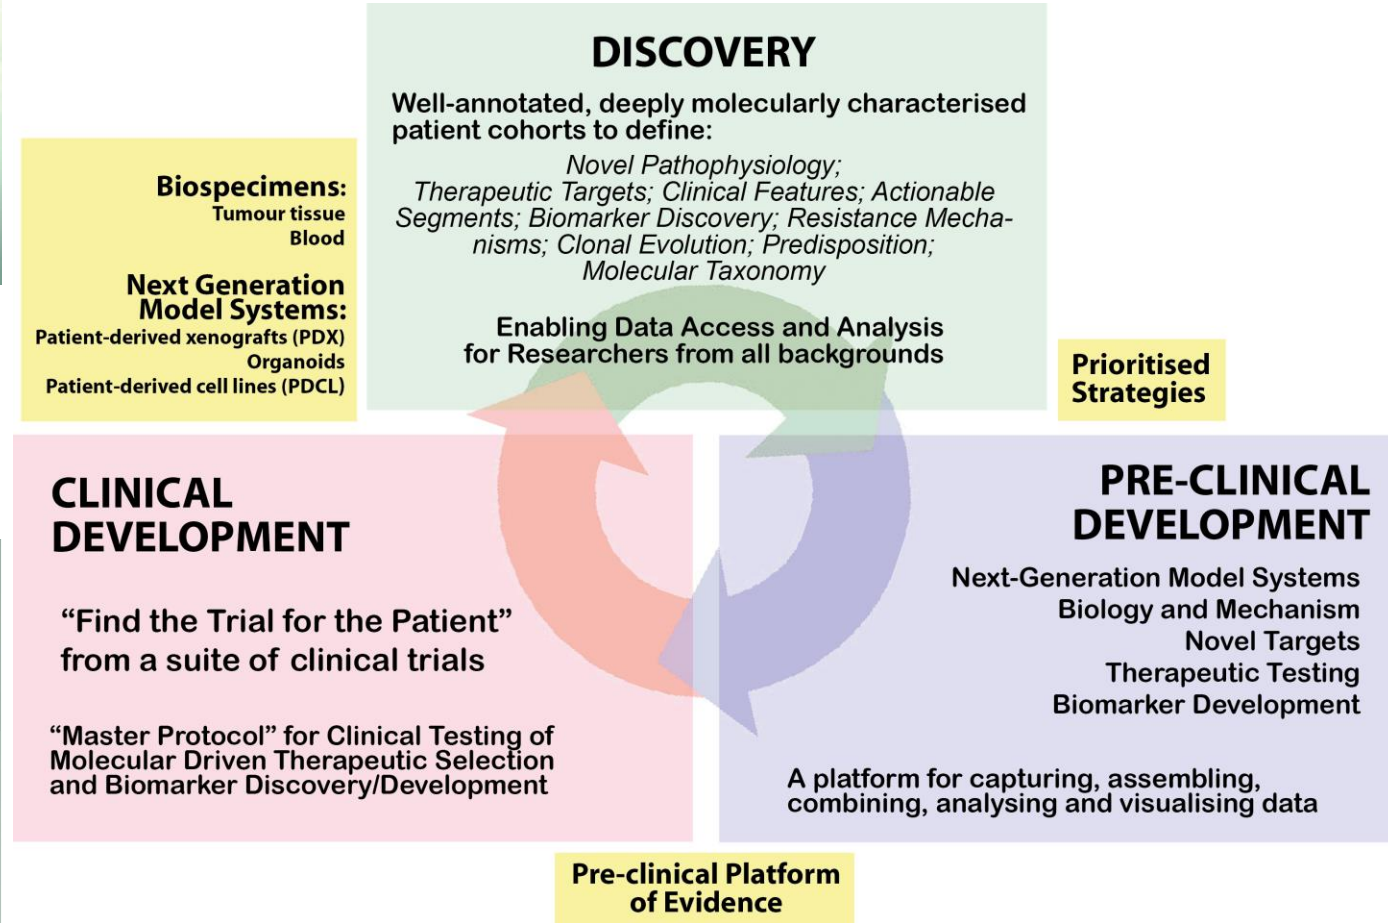 DISCOVERY
Well-annotated, deeply molecularly characterised
patient cohorts to define:
Novel Pathophysiology;
Therapeutic Targets; Clinical Features; Actionable
Segments; Biomarker Discovery; Resistance Mecha-
nisms; Clonal Evolution; Predisposition;
Molecular Taxonomy
Enabling Data Access and Analysis
for Researchers from all backgrounds
Biospecimens:
Tumour tissue
Blood
Next Generation
Model Systems:
Patient-derived xenografts (PDX)
Organoids
Patient-derived cell lines (PDCL)
Prioritised
Strategies
CLINICAL
DEVELOPMENT
“Find the Trial for the Patient”
from a suite of clinical trials
“Master Protocol” for Clinical Testing of
Molecular Driven Therapeutic Selection
and Biomarker Discovery/Development
PRE-CLINICAL
DEVELOPMENT
Next-Generation Model Systems
Biology and Mechanism
Novel Targets
Therapeutic Testing
Biomarker Development
A platform for capturing, assembling,
combining, analysing and visualising data
Pre-clinical Platform
of Evidence